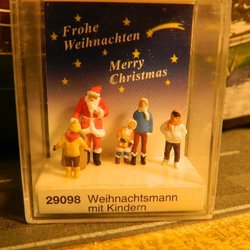 Frohe
Weihnachten
Merry
Christmas
29098 Weihnachtsmann
mit Kindern